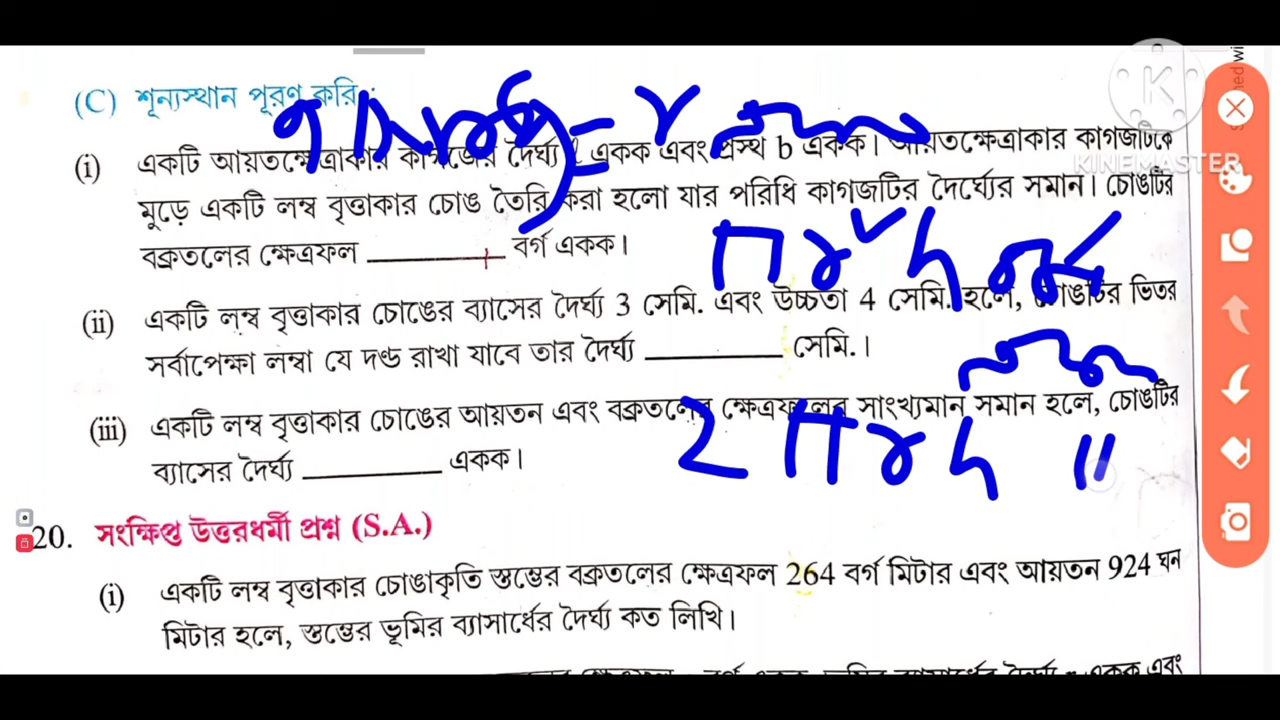 (C) শূন্যস্থান পূরণ করি :
(i) একটি আয়তক্ষেত্রাকার কাগজের দৈর্ঘ্য l একক এবং প্রস্থ b একক। আয়তক্ষেত্রাকার কাগজটিকে
মুড়ে একটি লম্ব বৃত্তাকার চোঙ তৈরি করা হলো যার পরিধি কাগজটির দৈর্ঘ্যের সমান। চোঙটির
বক্রতলের ক্ষেত্রফল ________ বর্গ একক।
(ii) একটি লম্ব বৃত্তাকার চোঙের ব্যাসের দৈর্ঘ্য 3 সেমি. এবং উচ্চতা 4 সেমি. হলে, চোঙটির ভিতর
সর্বাপেক্ষা লম্বা যে দণ্ড রাখা যাবে তার দৈর্ঘ্য ________ সেমি.।
(iii) একটি লম্ব বৃত্তাকার চোঙের আয়তন এবং বক্রতলের ক্ষেত্রফলের সাংখ্যমান সমান হলে, চোঙটির
ব্যাসের দৈর্ঘ্য ________ একক।
20. সংক্ষিপ্ত উত্তরধর্মী প্রশ্ন (S.A.)
(i) একটি লম্ব বৃত্তাকার চোঙাকৃতি স্তম্ভের বক্রতলের ক্ষেত্রফল 264 বর্গ মিটার এবং আয়তন 924 ঘন
মিটার হলে, স্তম্ভের ভূমির ব্যাসার্ধের দৈর্ঘ্য কত লিখি।
KINEMASTER